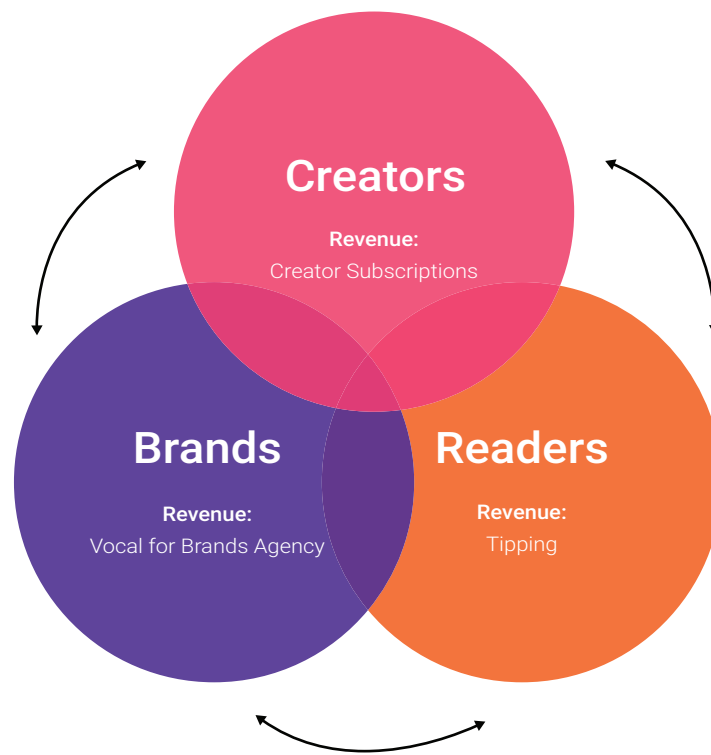 Creators
Revenue:
Creator Subscriptions
Brands
Revenue:
Vocal for Brands Agency
Readers
Revenue:
Tipping